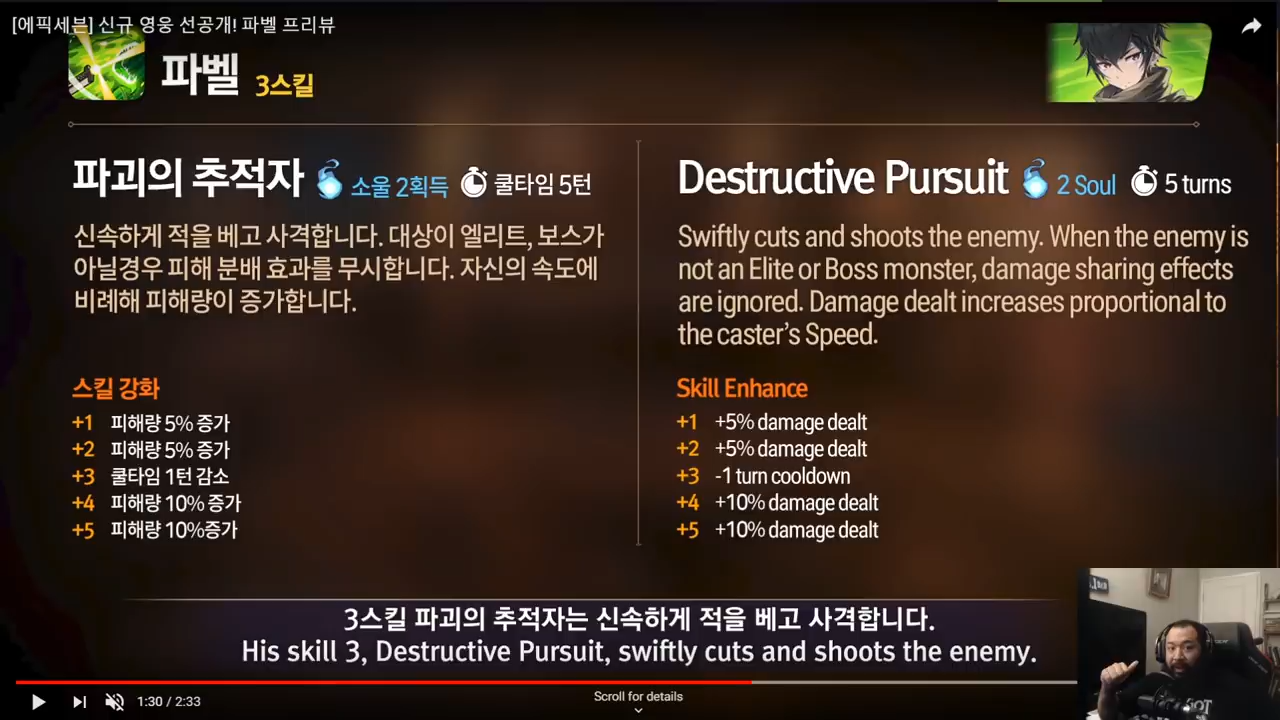 [에픽세븐] 신규 영웅 선공개! 파벨 프리뷰
파벨 3스킬
파괴의 추적자 소울 2획득 쿨타임 5턴
신속하게 적을 베고 사격합니다. 대상이 엘리트, 보스가
아닐경우 피해 분배 효과를 무시합니다. 자신의 속도에
비례해 피해량이 증가합니다.
스킬 강화
+1 피해량 5% 증가
+2 피해량 5% 증가
+3 쿨타임 1턴 감소
+4 피해량 10% 증가
+5 피해량 10%증가
Destructive Pursuit 2 Soul 5 turns
Swiftly cuts and shoots the enemy. When the enemy is
not an Elite or Boss monster, damage sharing effects
are ignored. Damage dealt increases proportional to
the caster's Speed.
Skill Enhance
+1 +5% damage dealt
+2 +5% damage dealt
+3 -1 turn cooldown
+4 +10% damage dealt
+5 +10% damage dealt
3스킬 파괴의 추적자는 신속하게 적을 베고 사격합니다.
His skill 3, Destructive Pursuit, swiftly cuts and shoots the enemy.
1:30 / 2:33
Scroll for details